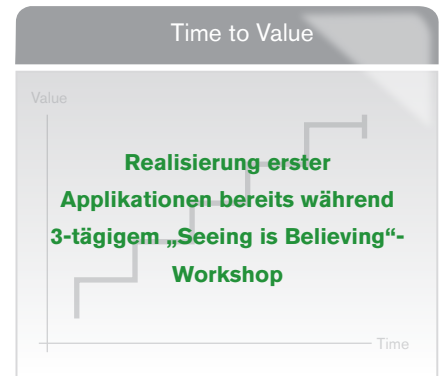 Time to Value
Value
Realisierung erster
Applikationen bereits während
3-tägigem „Seeing is Believing“-
Workshop
Time